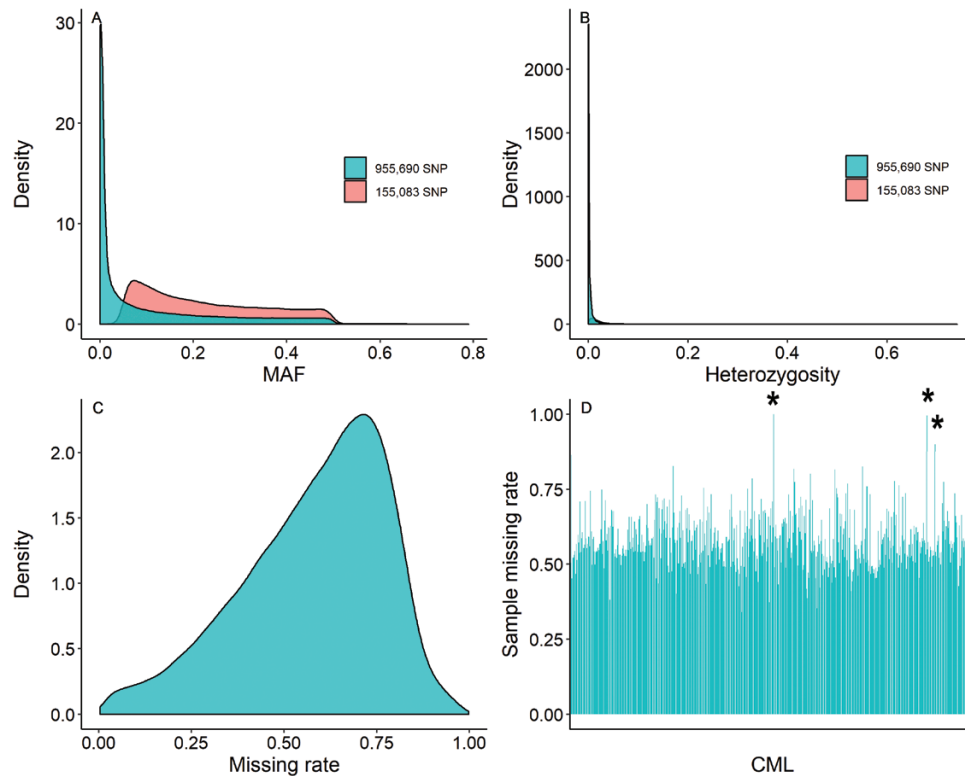 A
30
20
10
0
Density
955,690 SNP
155,083 SNP
0.0 0.2 0.4 0.6 0.8
MAF
B
2000
1500
1000
500
0
Density
955,690 SNP
155,083 SNP
0.0 0.2 0.4 0.6
Heterozygosity
C
2.0
1.5
1.0
0.5
0.0
Density
0.00 0.25 0.50 0.75 1.00
Missing rate
D
* * *
1.00
0.75
0.50
0.25
0.00
Sample missing rate
CML